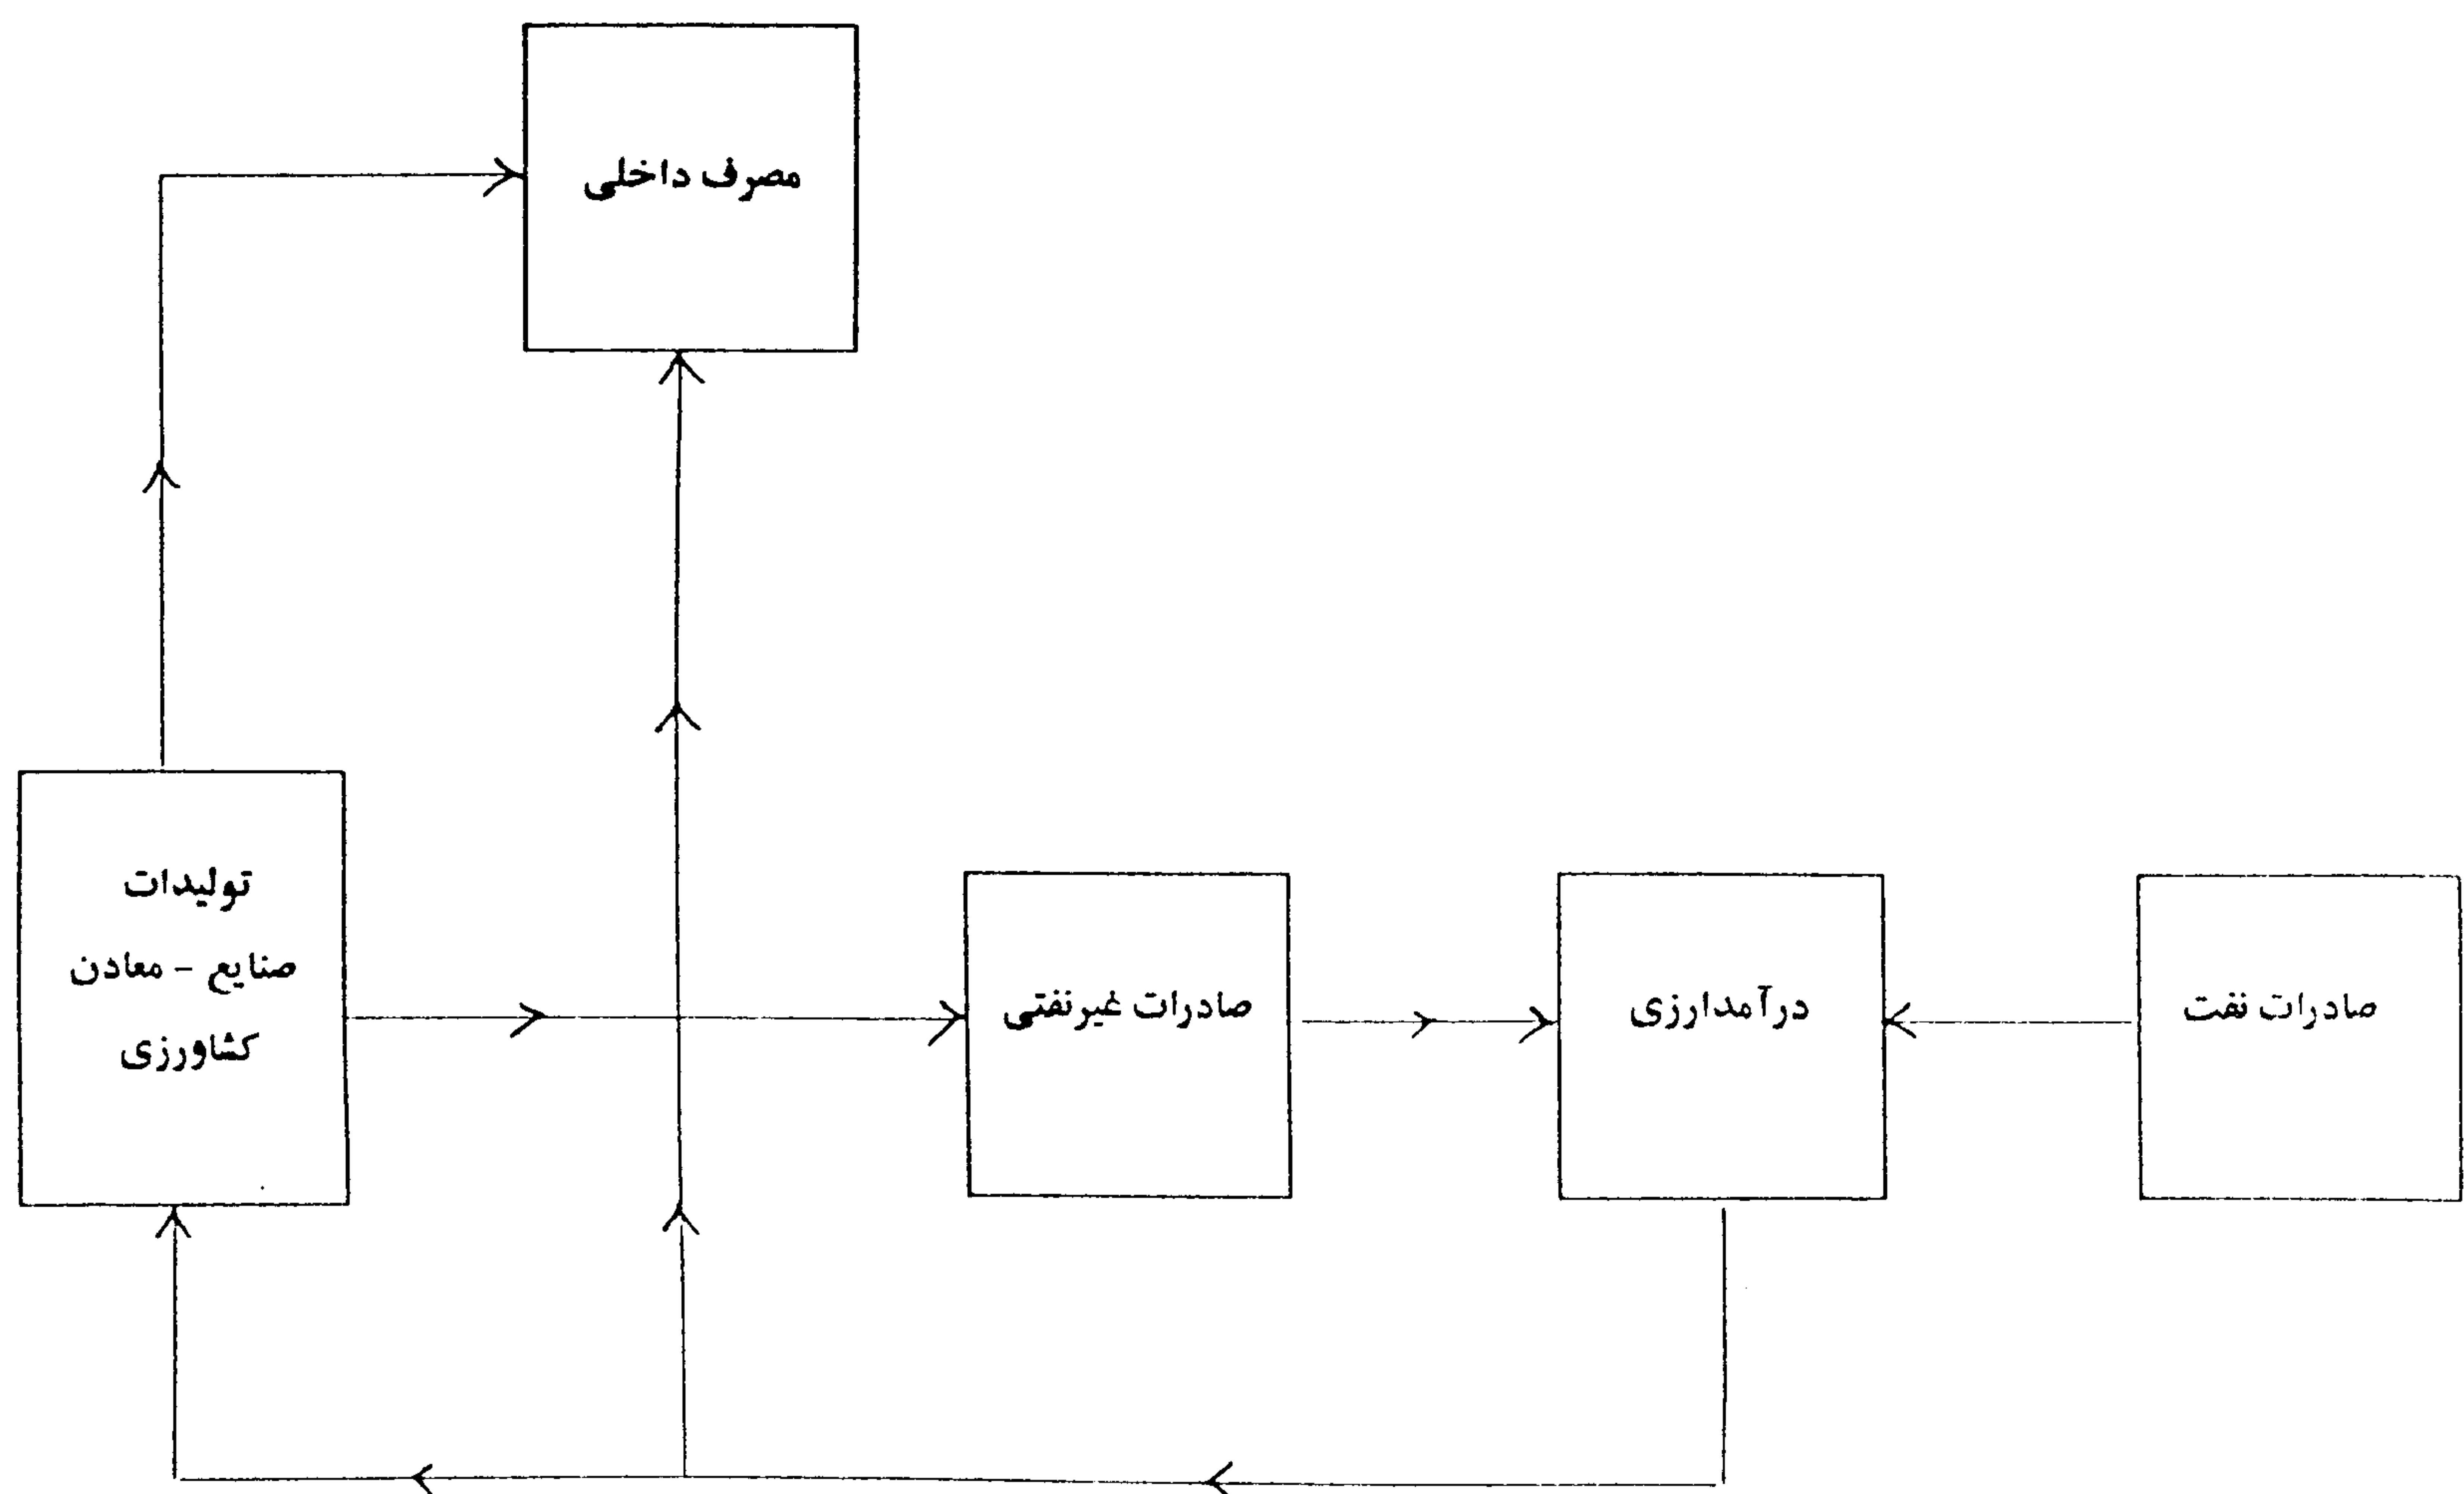 مصرف داخلی
صادرات نفت
درآمدارزی
صادرات غیرنفتی
تولیدات
صنایع - معادن
کشاورزی